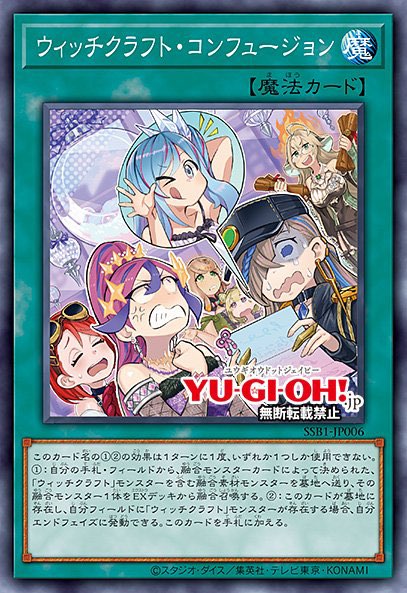 ウィッチクラフト・コンフュージョン
魔
【魔法カード】
ま ほう
ユウギオウドットジェイピー
YU-GI-OH!.jp
無断転載禁止
SSB1-JP006
このカード名の①②の効果は1ターンに1度、いずれか1つしか使用できない。
①：自分の手札・フィールドから、融合モンスターカードによって決められた、
「ウィッチクラフト」モンスターを含む融合素材モンスターを墓地へ送り、その
融合モンスター1体をEXデッキから融合召喚する。②：このカードが墓地に
存在し、自分フィールドに「ウィッチクラフト」モンスターが存在する場合、自分
エンドフェイズに発動できる。このカードを手札に加える。
©スタジオ・ダイス／集英社・テレビ東京・KONAMI